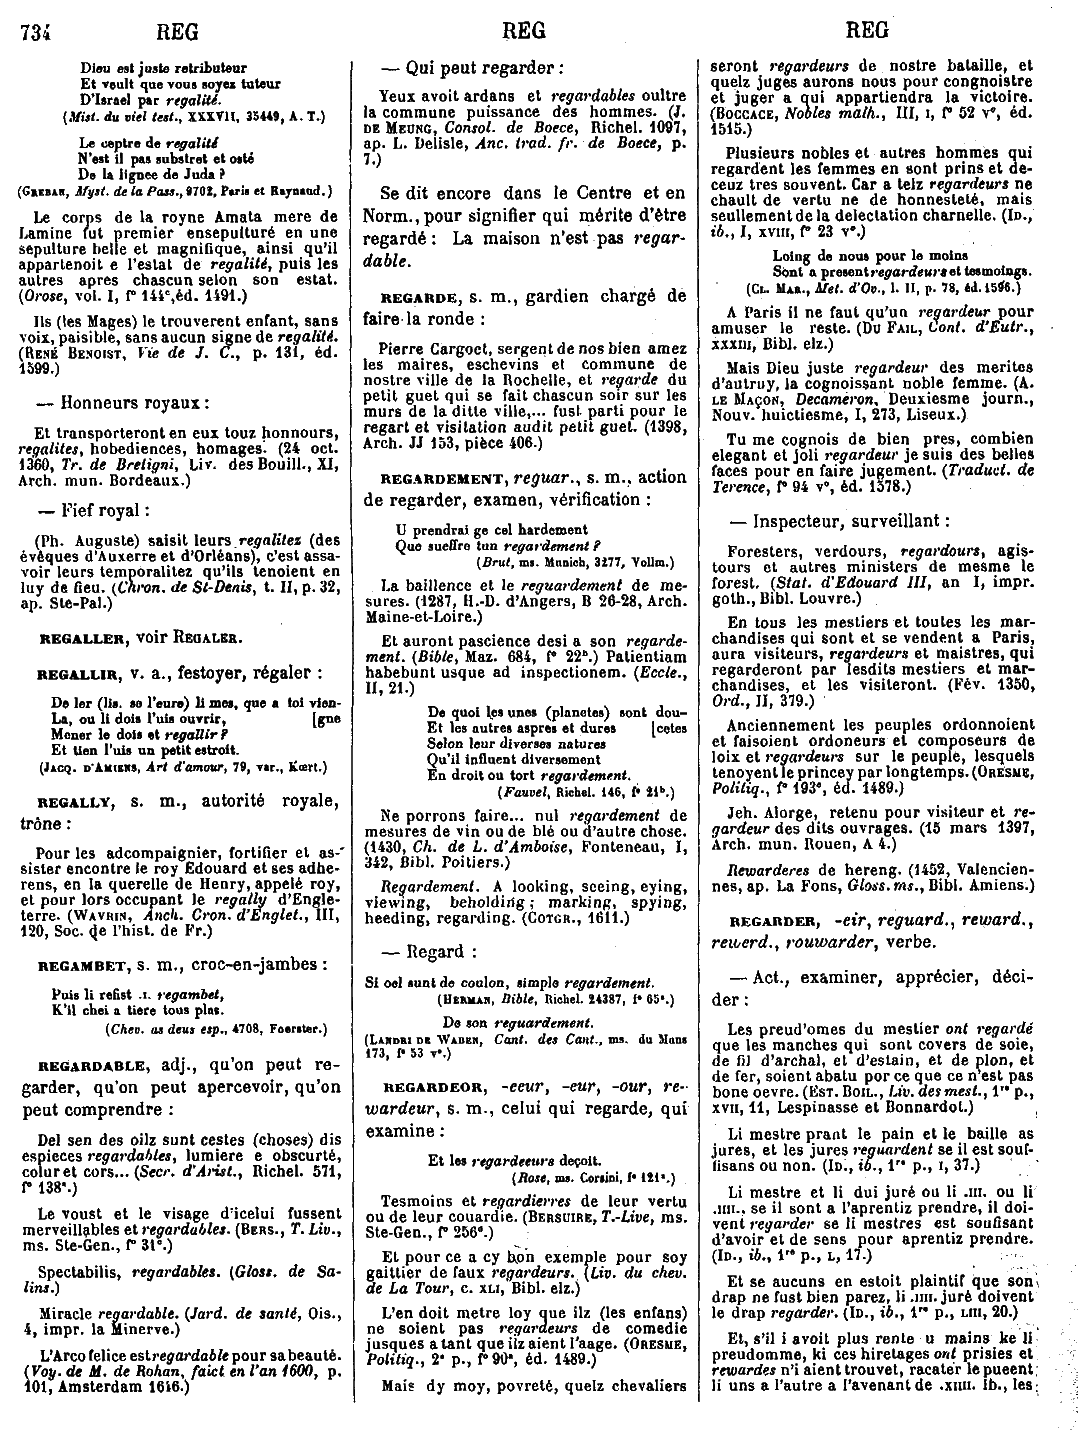 734 REG REG REG
Dieu est juste retributeur
Et veult que vous soyez tuteur
D'Israel par regalité.
(Mist. du viel test., XXXVII, 35449, A. T.)
Le ceptre de regalité
N'est il pas substret et osté
De la lignee de Juda ?
(GREBAN, Myst. de la Pass., 9702, Paris et Raynaud.)
Le corps de la royne Amata mere de
Lamine fut premier ensepulturé en une
sepulture belle et magnifique, ainsi qu'il
appartenoit e l'estat de regalité, puis les
autres apres chascun selon son estat.
(Orose, vol. I, f° 144c, éd. 1491.)
Ils (les Mages) le trouverent enfant, sans
voix, paisible, sans aucun signe de regalité.
(RENÉ BENOIST, Vie de J. C., p. 131, éd.
1599.)
— Honneurs royaux :
Et transporteront en eux touz honnours,
regalites, hobediences, homages. (24 oct.
1360, Tr. de Bretigni, Liv. des Bouill., XI,
Arch. mun. Bordeaux.)
— Fief royal :
(Ph. Auguste) saisit leurs regalitez (des
évêques d'Auxerre et d'Orléans), c'est assa-
voir leurs temporalitez qu'ils tenoient en
luy de fieu. (Chron. de St-Denis, t. II, p. 32,
ap. Ste-Pal.)
REGALLER, voir REGALER.
REGALLIR, v. a., festoyer, régaler :
De ler (lis. se l'eure) li mes, que a toi vien-
La, ou li dois l'uis ouvrir, [gne
Mener le dois et regallir ?
Et tien l'uis un petit estroit.
(JACQ. D'AMIENS, Art d'amour, 79, var., Kœrt.)
REGALLY, s. m., autorité royale,
trône :
Pour les adcompaignier, fortifier et as-
sister encontre le roy Edouard et ses adhe-
rens, en la querelle de Henry, appelé roy,
et pour lors occupant le regally d'Engle-
terre. (WAVRIN, Anch. Cron. d'Englet., III,
120, Soc. de l'hist. de Fr.)
REGAMBET, s. m., croc-en-jambes :
Puis li refist .I. regambet,
K'il chei a tiere tous plas.
(Chev. as deus esp., 4708, Foerster.)
REGARDABLE, adj., qu'on peut re-
garder, qu'on peut apercevoir, qu'on
peut comprendre :
Del sen des oilz sunt cestes (choses) dis
espieces regardables, lumiere e obscurté,
colur et cors... (Secr. d'Arist., Richel. 571,
f° 138a.)
Le voust et le visage d'icelui fussent
merveillables et regardables. (BERS., T. Liv.,
ms. Ste-Gen., f° 31c.)
Spectabilis, regardables. (Gloss. de Sa-
lins.)
Miracle regardable. (Jard. de santé, Ois.,
4, impr. la Minerve.)
L'Arco felice est regardable pour sa beauté.
(Voy. de M. de Rohan, faict en l'an 1600, p.
101, Amsterdam 1646.)
— Qui peut regarder :
Yeux avoit ardans et regardables oultre
la commune puissance des hommes. (J.
DE MEUNG, Consol. de Boece, Richel. 1097,
ap. L. Delisle, Anc. trad. fr. de Boece, p.
7.)
Se dit encore dans le Centre et en
Norm., pour signifier qui mérite d'être
regardé : La maison n'est pas regar-
dable.
REGARDE, s. m., gardien chargé de
faire la ronde :
Pierre Cargoet, sergent de nos bien amez
les maires, eschevins et commune de
nostre ville de la Rochelle, et regarde du
petit guet qui se fait chascun soir sur les
murs de la ditte ville,... fust parti pour le
regart et visitation audit petit guet. (1398,
Arch. JJ 153, pièce 406.)
REGARDEMENT, reguar., s. m., action
de regarder, examen, vérification :
U prendrai ge cel hardement
Que sueffre tun regardement ?
(Brut, ms. Munich, 3277, Vollm.)
La baillence et le reguardement de me-
sures. (1287, H.-D. d'Angers, B 26-28, Arch.
Maine-et-Loire.)
Et auront pascience desi a son regarde-
ment. (Bible, Maz. 684, f° 22b.) Patientiam
habebunt usque ad inspectionem. (Eccle.,
II, 21.)
De quoi les unes (planetes) sont dou-
Et les autres aspres et dures [cetes
Selon leur diverses natures
Qu'il influent diversement
En droit ou tort regardement.
(Fauvel, Richel. 146, f° 21b.)
Ne porrons faire... nul regardement de
mesures de vin ou de blé ou d'autre chose.
(1430, Ch. de L. d'Amboise, Fonteneau, I,
342, Bibl. Poitiers.)
Regardement. A looking, seeing, eying,
viewing, beholding ; marking, spying,
heeding, regarding. (COTGR., 1611.)
— Regard :
Si oel sunt de coulon, simple regardement.
(HERMAN, Bible, Richel. 24387, f° 65a.)
De son reguardement.
(LANDRI DE WABEN, Cant. des Cant., ms. du Mans
173, f° 53 v°.)
REGARDEOR, -eeur, -eur, -our, re-
wardeur, s. m., celui qui regarde, qui
examine :
Et les regardeeurs deçoit.
(Rose, ms. Corsini, f° 121a.)
Tesmoins et regardierres de leur vertu
ou de leur couardie. (BERSUIRE, T.-Live, ms.
Ste-Gen., f° 256a.)
Et pour ce a cy bon exemple pour soy
gaittier de faux regardeurs. (Liv. du chev.
de La Tour, c. XLI, Bibl. elz.)
L'en doit metre loy que ilz (les enfans)
ne soient pas regardeurs de comedie
jusques a tant que ilz aient l'aage. (ORESME,
Politiq., 2e p., f° 90a, éd. 1489.)
Mais dy moy, povreté, quelz chevaliers
seront regardeurs de nostre bataille, et
quelz juges aurons nous pour congnoistre
et juger a qui appartiendra la victoire.
(BOCCACE, Nobles malh., III, I, f° 52 v°, éd.
1515.)
Plusieurs nobles et autres hommes qui
regardent les femmes en sont prins et de-
ceuz tres souvent. Car a telz regardeurs ne
chault de vertu ne de honnesteté, mais
seullement de la delectation charnelle. (ID.,
ib., I, XVIII, f° 23 v°.)
Loing de nous pour le moins
Sont a present regardeurs et tesmoings.
(CL. MAR., Met. d'Ov., l. II, p. 78, éd. 1596.)
A Paris il ne faut qu'un regardeur pour
amuser le reste. (DU FAIL, Cont. d'Eutr.,
XXXIII, Bibl. elz.)
Mais Dieu juste regardeur des merites
d'autruy, la cognoissant noble femme. (A.
LE MAÇON, Decameron, Deuxiesme journ.,
Nouv. huictiesme, I, 273, Liseux.)
Tu me cognois de bien pres, combien
elegant et joli regardeur je suis des belles
faces pour en faire jugement. (Traduct. de
Terence, f° 94 v°, éd. 1578.)
— Inspecteur, surveillant :
Foresters, verdours, regardours, agis-
tours et autres ministers de mesme le
forest. (Stat. d'Edouard III, an I, impr.
goth., Bibl. Louvre.)
En tous les mestiers et toutes les mar-
chandises qui sont et se vendent a Paris,
aura visiteurs, regardeurs et maistres, qui
regarderont par lesdits mestiers et mar-
chandises, et les visiteront. (Fév. 1350,
Ord., II, 379.)
Anciennement les peuples ordonnoient
et faisoient ordoneurs et composeurs de
loix et regardeurs sur le peuple, lesquels
tenoyent le princey par longtemps. (ORESME,
Politiq., f° 193c, éd. 1489.)
Jeh. Alorge, retenu pour visiteur et re-
gardeur des dits ouvrages. (15 mars 1397,
Arch. mun. Rouen, A 4.)
Rewarderes de hereng. (1452, Valencien-
nes, ap. La Fons, Gloss. ms., Bibl. Amiens.)
REGARDER, -eir, reguard., reward.,
rewerd., rouwarder, verbe.
— Act., examiner, apprécier, déci-
der :
Les preud'omes du mestier ont regardé
que les manches qui sont covers de soie,
de fil d'archal, et d'estain, et de plon, et
de fer, soient abatu por ce que ce n'est pas
bone oevre. (EST. BOIL., Liv. des mest., 1re p.,
XVII, 11, Lespinasse et Bonnardot.)
Li mestre prant le pain et le baille as
jures, et les jures reguardent se il est souf-
fisans ou non. (ID., ib., 1re p., I, 37.)
Li mestre et li dui juré ou li .III. ou li
.IIII., se il sont a l'aprentiz prendre, il doi-
vent regarder se li mestres est soufisant
d'avoir et de sens pour aprentiz prendre.
(ID., ib., 1re p., L, 17.)
Et se aucuns en estoit plaintif que son
drap ne fust bien parez, li .IIII. juré doivent
le drap regarder. (ID., ib., 1re p., LIII, 20.)
Et, s'il i avoit plus rente u mains ke li
preudomme, ki ces hiretages ont prisies et
rewardes n'i aient trouvet, racater le pueent
li uns a l'autre a l'avenant de .XIIII. lb., les